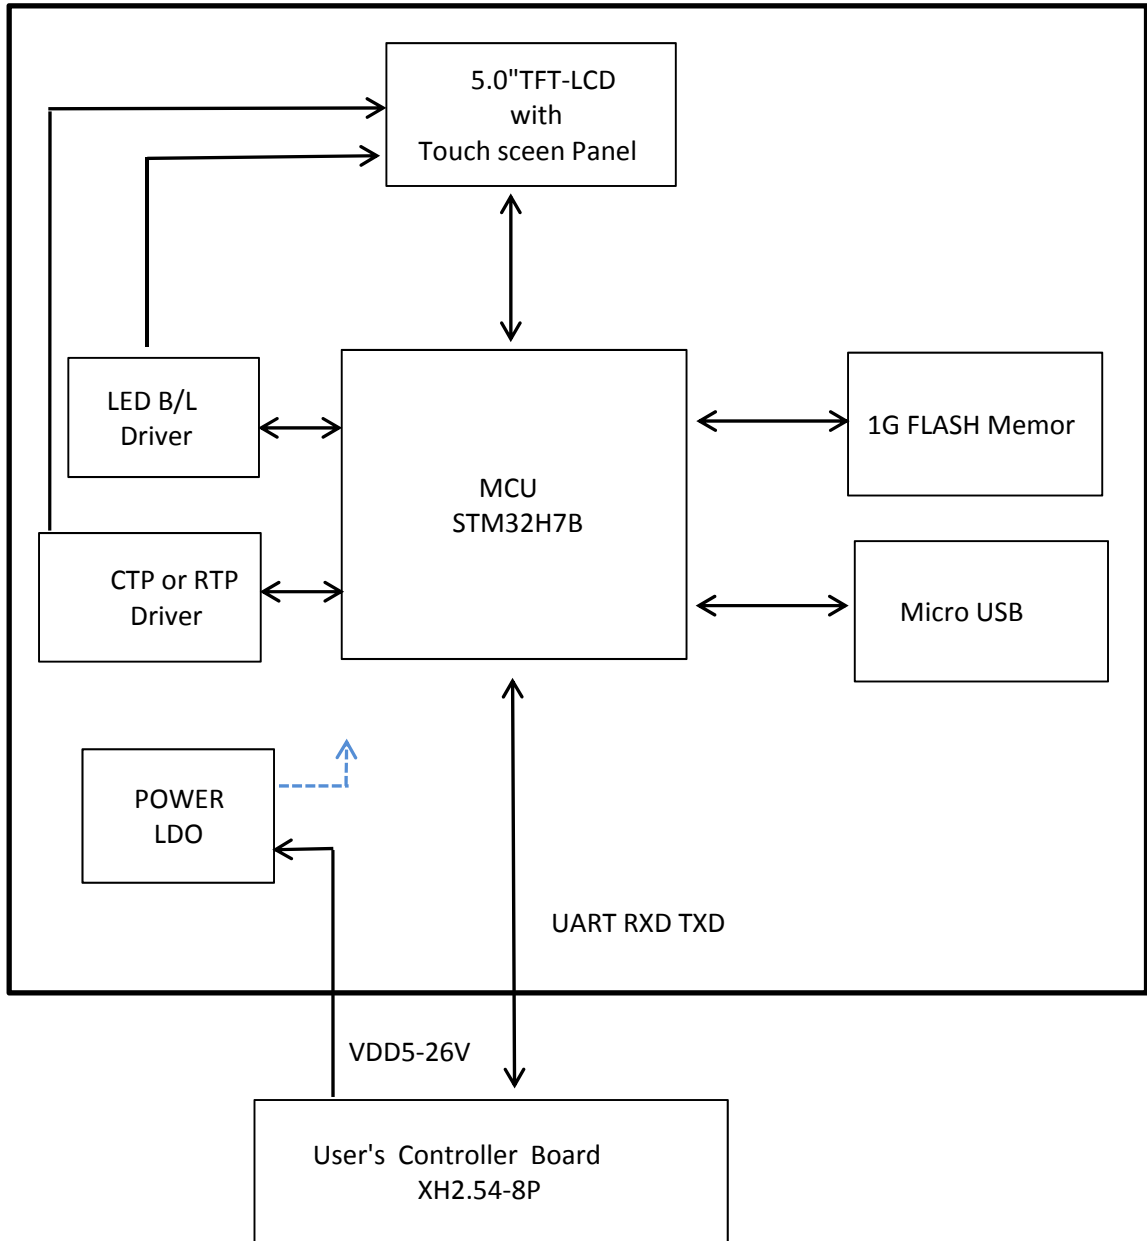 5.0"TFT-LCD
with
Touch sceen Panel
LED B/L
Driver
MCU
STM32H7B
1G FLASH Memor
CTP or RTP
Driver
Micro USB
POWER
LDO
UART RXD TXD
VDD5-26V
User's Controller Board
XH2.54-8P